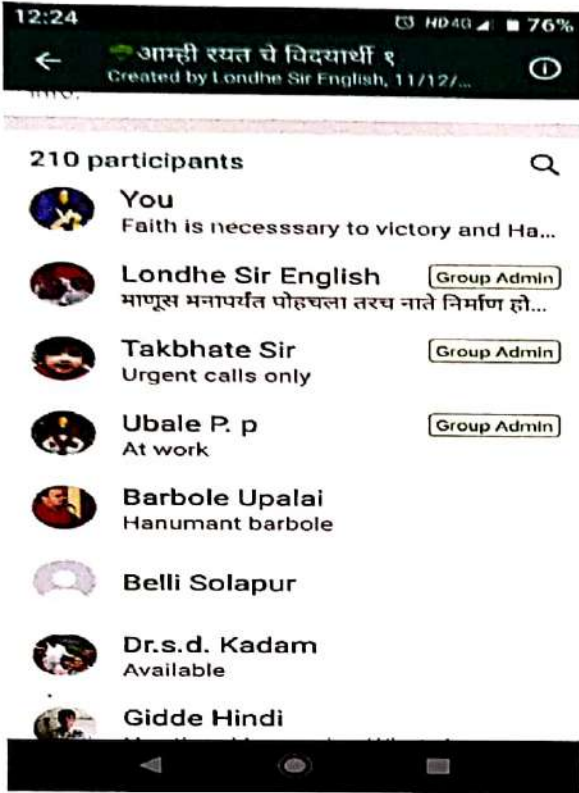 12:24 HD 4G 76%
आम्ही रयत चे विदयार्थी १
Created by Londhe Sir English, 11/12/...
210 participants
You
Faith is necesssary to victory and Ha...
Londhe Sir English Group Admin
माणूस मनापर्यंत पोहचला तरच नाते निर्माण हो...
Takbhate Sir Group Admin
Urgent calls only
Ubale P. p Group Admin
At work
Barbole Upalai
Hanumant barbole
Belli Solapur
Dr.s.d. Kadam
Available
Gidde Hindi